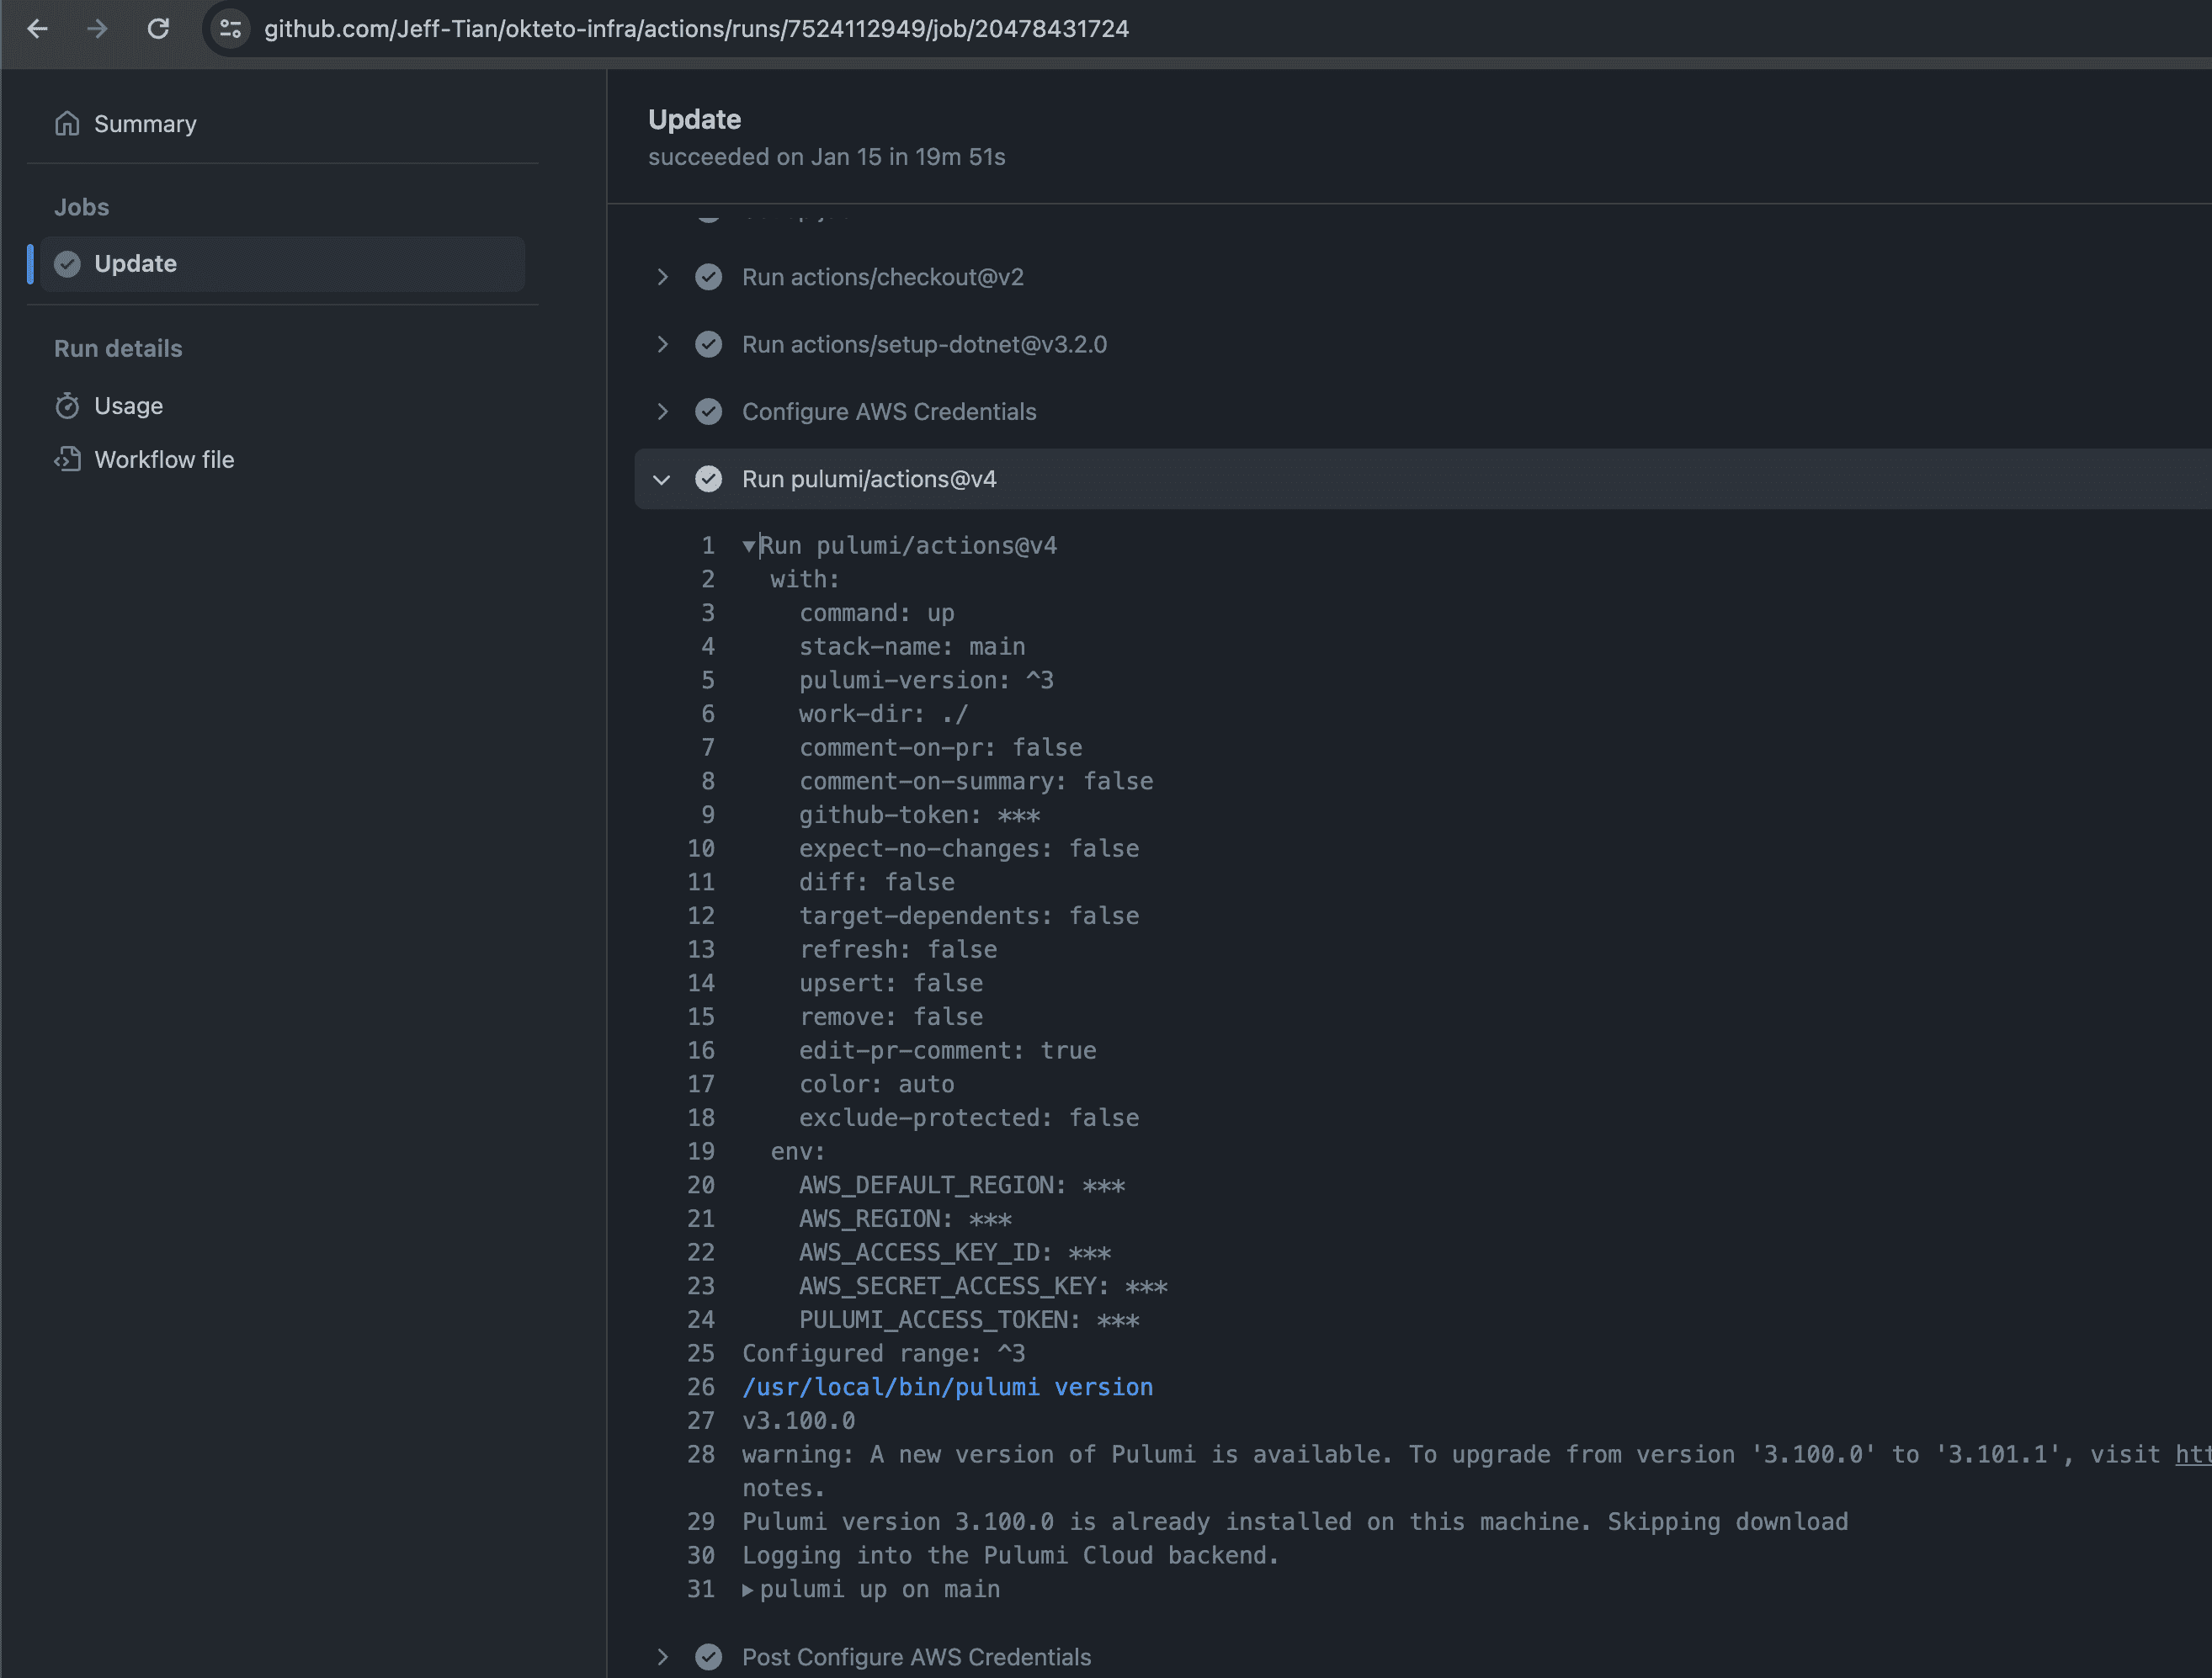 github.com/Jeff-Tian/okteto-infra/actions/runs/7524112949/job/20478431724
Summary
Jobs
Update
Run details
Usage
Workflow file
Update
succeeded on Jan 15 in 19m 51s
Run actions/checkout@v2
Run actions/setup-dotnet@v3.2.0
Configure AWS Credentials
Run pulumi/actions@v4
1 ▼Run pulumi/actions@v4
2 with:
3 command: up
4 stack-name: main
5 pulumi-version: ^3
6 work-dir: ./
7 comment-on-pr: false
8 comment-on-summary: false
9 github-token: ***
10 expect-no-changes: false
11 diff: false
12 target-dependents: false
13 refresh: false
14 upsert: false
15 remove: false
16 edit-pr-comment: true
17 color: auto
18 exclude-protected: false
19 env:
20 AWS_DEFAULT_REGION: ***
21 AWS_REGION: ***
22 AWS_ACCESS_KEY_ID: ***
23 AWS_SECRET_ACCESS_KEY: ***
24 PULUMI_ACCESS_TOKEN: ***
25 Configured range: ^3
26 /usr/local/bin/pulumi version
27 v3.100.0
28 warning: A new version of Pulumi is available. To upgrade from version '3.100.0' to '3.101.1', visit htt
notes.
29 Pulumi version 3.100.0 is already installed on this machine. Skipping download
30 Logging into the Pulumi Cloud backend.
31 ▶pulumi up on main
Post Configure AWS Credentials